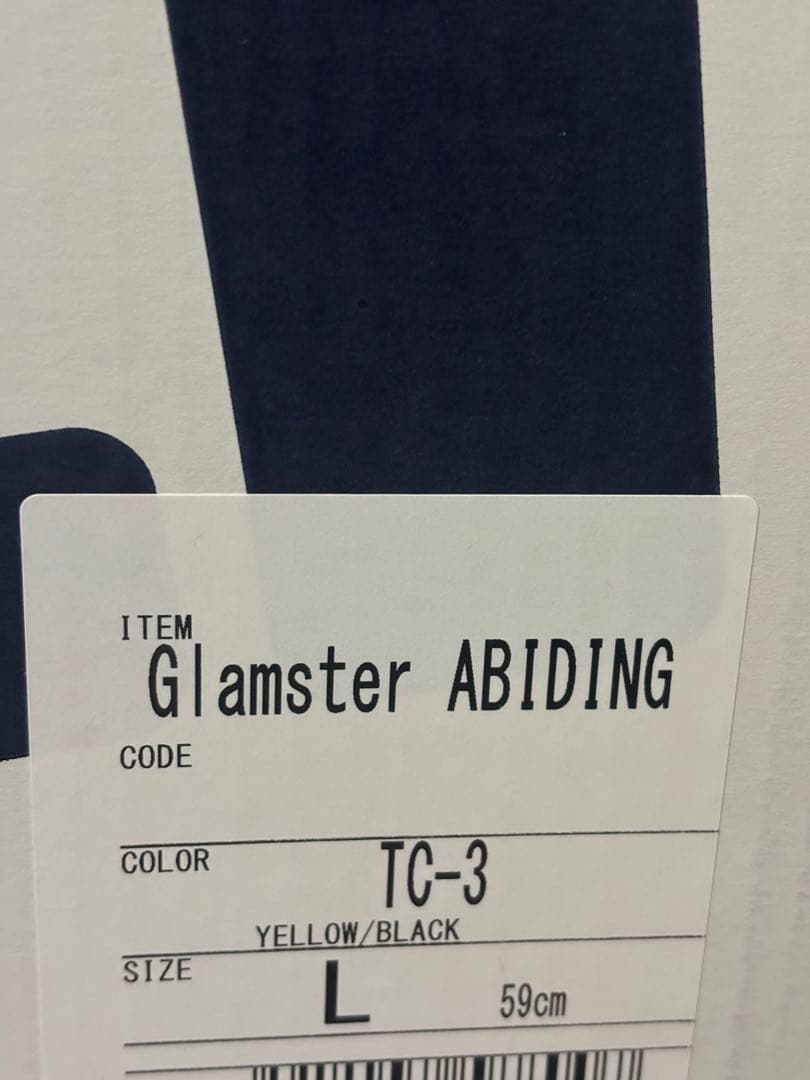 ITEM
Glamster ABIDING
CODE
COLOR TC-3
YELLOW/BLACK
SIZE L 59cm